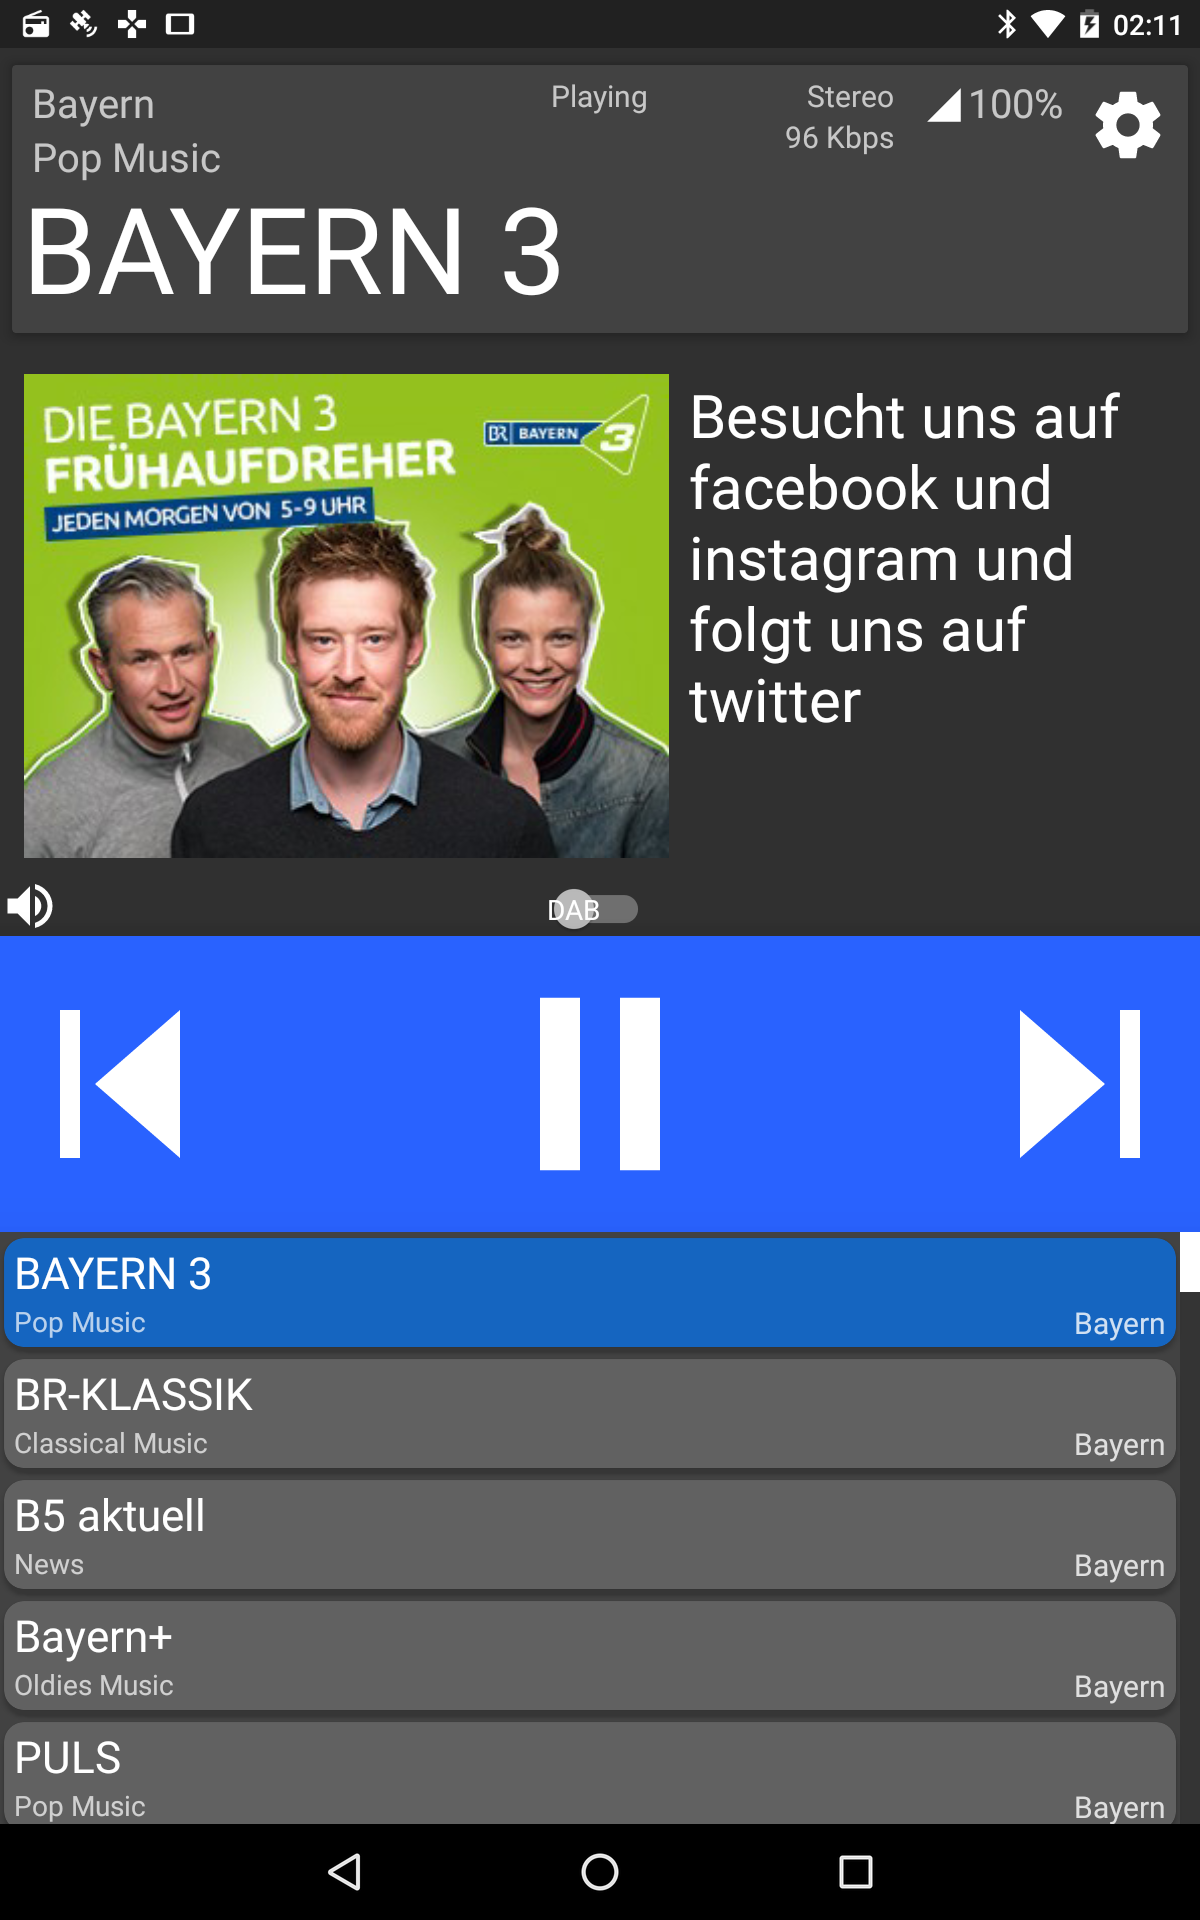 02:11
Bayern
Playing
Stereo
100%
96 Kbps
Pop Music
BAYERN 3
DIE BAYERN 3
FRÜHAUFDREHER
JEDEN MORGEN VON 5-9 UHR
BR BAYERN 3
Besucht uns auf
facebook und
instagram und
folgt uns auf
twitter
DAB
BAYERN 3
Pop Music
Bayern
BR-KLASSIK
Classical Music
Bayern
B5 aktuell
News
Bayern
Bayern+
Oldies Music
Bayern
PULS
Pop Music
Bayern